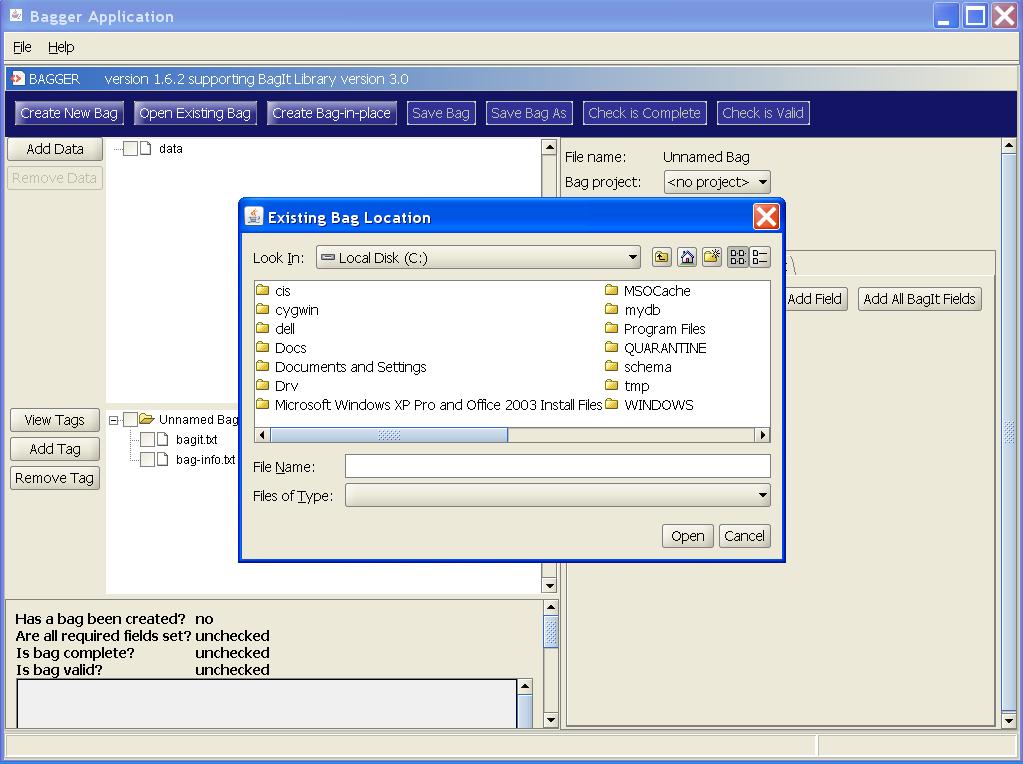 Bagger Application
File Help
BAGGER version 1.6.2 supporting BagIt Library version 3.0
Create New Bag Open Existing Bag Create Bag-in-place Save Bag Save Bag As Check is Complete Check is Valid
Add Data
Remove Data
data
File name: Unnamed Bag
Bag project: <no project>
Existing Bag Location
Look In: Local Disk (C:)
cis
cygwin
dell
Docs
Documents and Settings
Drv
Microsoft Windows XP Pro and Office 2003 Install Files
MSOCache
mydb
Program Files
QUARANTINE
schema
tmp
WINDOWS
File Name:
Files of Type:
Open Cancel
Add Field Add All BagIt Fields
View Tags
Add Tag
Remove Tag
Unnamed Bag
bagit.txt
bag-info.txt
Has a bag been created? no
Are all required fields set? unchecked
Is bag complete? unchecked
Is bag valid? unchecked